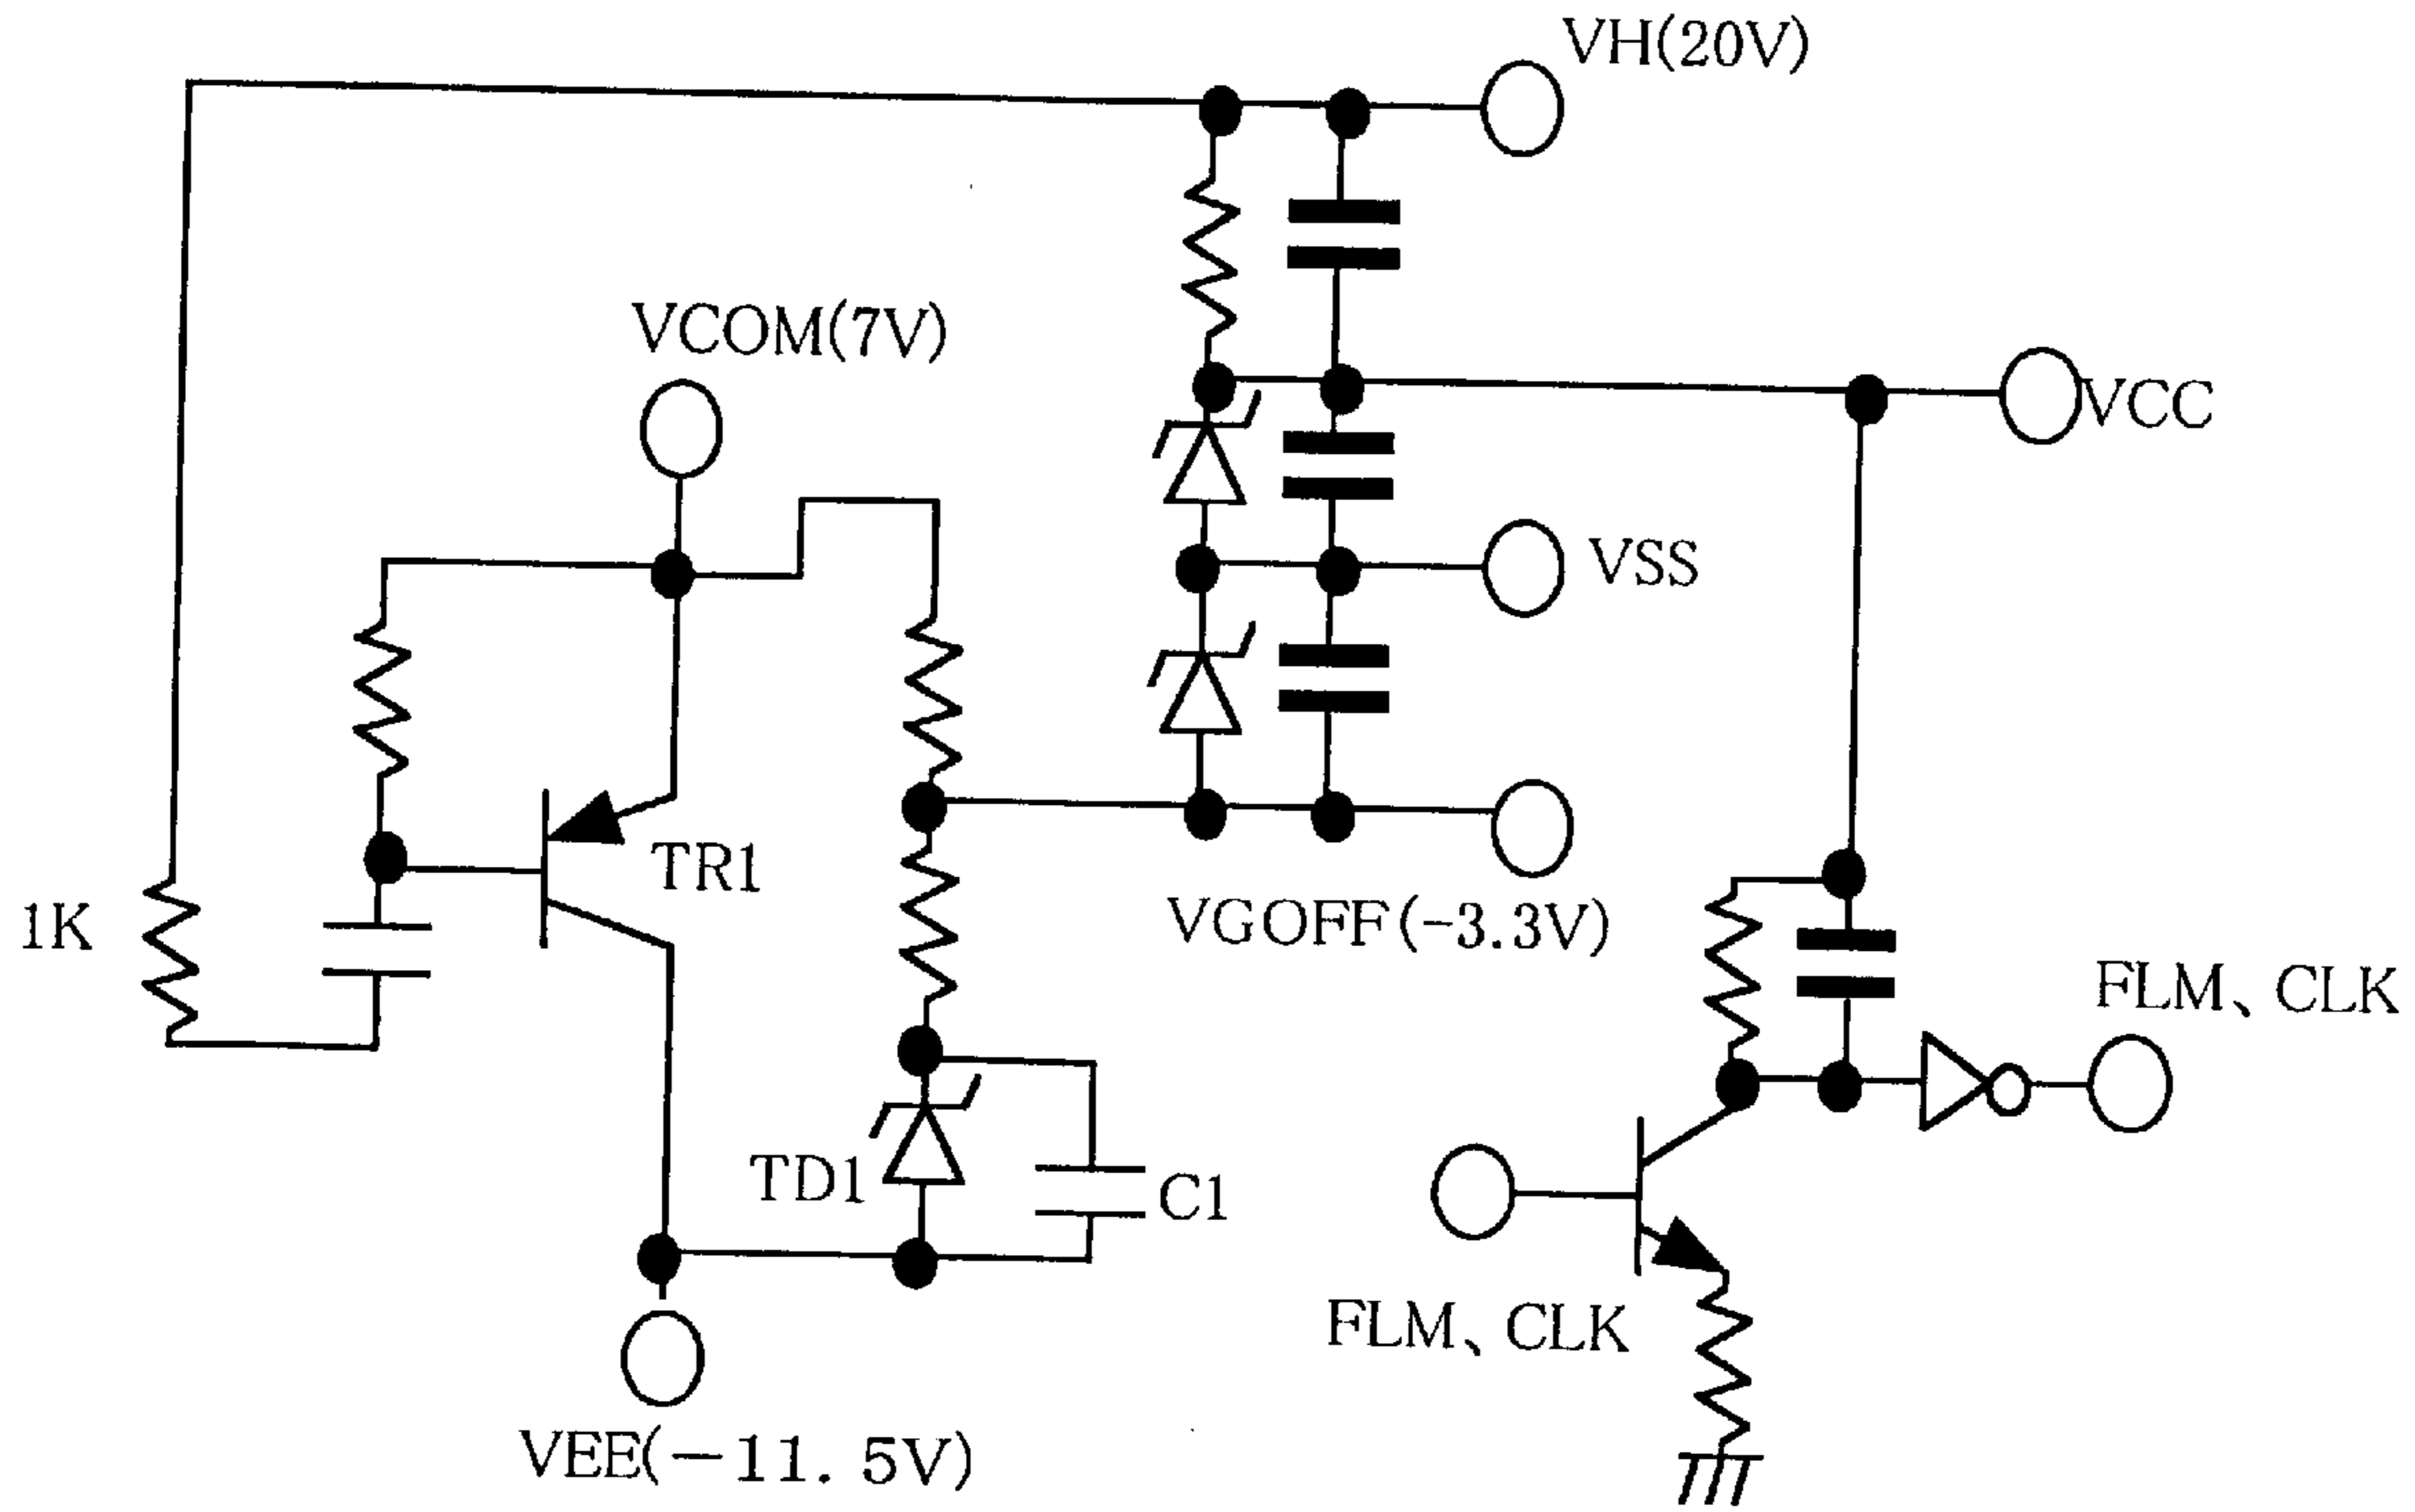 VH(20V)
VCOM(7V)
VCC
VSS
TR1
1K
VGOFF(-3.3V)
FLM、CLK
TD1
C1
FLM、CLK
VEE(-11.5V)